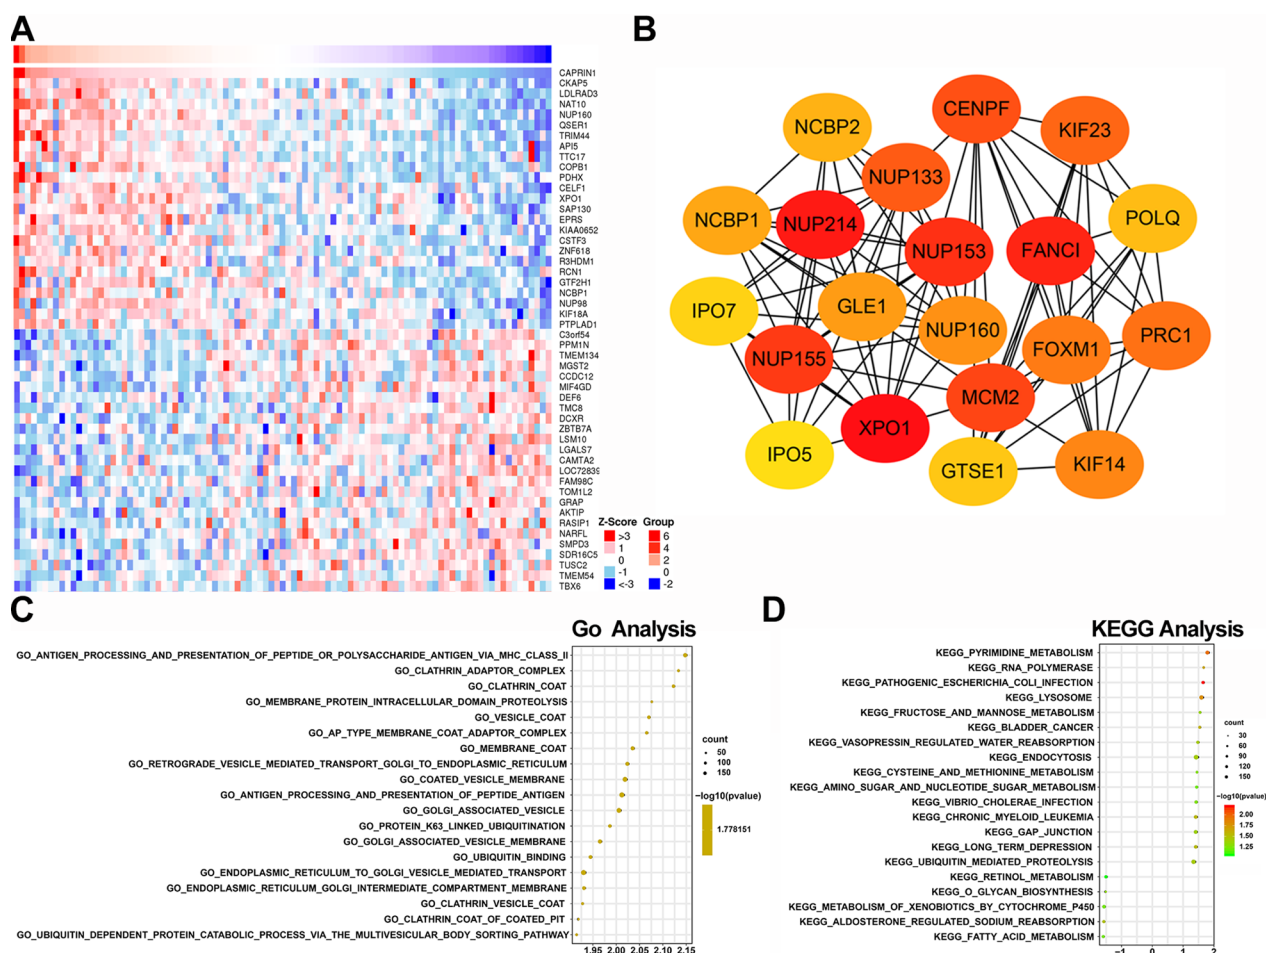 A
CAPRIN1
CKAP5
LDLRAD3
NAT10
NUP160
QSER1
TRIM44
API5
TTC17
COPB1
PDHX
CELF1
XPO1
SAP130
EPRS
KIAA0652
CSTF3
ZNF618
R3HDM1
RCN1
GTF2H1
NCBP1
NUP98
KIF18A
PTPLAD1
C3orf54
PPM1N
TMEM134
MGST2
CCDC12
MIF4GD
DEF6
TMC8
DCXR
ZBTB7A
LSM10
LGALS7
CAMTA2
LOC72839
FAM98C
TOM1L2
GRAP
AKTIP
RASIP1
NARFL
SMPD3
SDR16C5
TUSC2
TMEM54
TBX6
Z-Score Group
>3 6
1 4
0 2
-1 0
<-3 -2
B
CENPF
NCBP2
KIF23
NUP133
NCBP1
NUP214
POLQ
NUP153
FANCI
IPO7
GLE1
NUP160
PRC1
FOXM1
NUP155
MCM2
XPO1
IPO5
KIF14
GTSE1
C
Go Analysis
GO_ANTIGEN_PROCESSING_AND_PRESENTATION_OF_PEPTIDE_OR_POLYSACCHARIDE_ANTIGEN_VIA_MHC_CLASS_II
GO_CLATHRIN_ADAPTOR_COMPLEX
GO_CLATHRIN_COAT
GO_MEMBRANE_PROTEIN_INTRACELLULAR_DOMAIN_PROTEOLYSIS
GO_VESICLE_COAT
GO_AP_TYPE_MEMBRANE_COAT_ADAPTOR_COMPLEX
GO_MEMBRANE_COAT
GO_RETROGRADE_VESICLE_MEDIATED_TRANSPORT_GOLGI_TO_ENDOPLASMIC_RETICULUM
GO_COATED_VESICLE_MEMBRANE
GO_ANTIGEN_PROCESSING_AND_PRESENTATION_OF_PEPTIDE_ANTIGEN
GO_GOLGI_ASSOCIATED_VESICLE
GO_PROTEIN_K63_LINKED_UBIQUITINATION
GO_GOLGI_ASSOCIATED_VESICLE_MEMBRANE
GO_UBIQUITIN_BINDING
GO_ENDOPLASMIC_RETICULUM_TO_GOLGI_VESICLE_MEDIATED_TRANSPORT
GO_ENDOPLASMIC_RETICULUM_GOLGI_INTERMEDIATE_COMPARTMENT_MEMBRANE
GO_CLATHRIN_VESICLE_COAT
GO_CLATHRIN_COAT_OF_COATED_PIT
GO_UBIQUITIN_DEPENDENT_PROTEIN_CATABOLIC_PROCESS_VIA_THE_MULTIVESICULAR_BODY_SORTING_PATHWAY
1.95 2.00 2.05 2.10 2.15
count
50
100
150
−log10(pvalue)
1.778151
D
KEGG Analysis
KEGG_PYRIMIDINE_METABOLISM
KEGG_RNA_POLYMERASE
KEGG_PATHOGENIC_ESCHERICHIA_COLI_INFECTION
KEGG_LYSOSOME
KEGG_FRUCTOSE_AND_MANNOSE_METABOLISM
KEGG_BLADDER_CANCER
KEGG_VASOPRESSIN_REGULATED_WATER_REABSORPTION
KEGG_ENDOCYTOSIS
KEGG_CYSTEINE_AND_METHIONINE_METABOLISM
KEGG_AMINO_SUGAR_AND_NUCLEOTIDE_SUGAR_METABOLISM
KEGG_VIBRIO_CHOLERAE_INFECTION
KEGG_CHRONIC_MYELOID_LEUKEMIA
KEGG_GAP_JUNCTION
KEGG_LONG_TERM_DEPRESSION
KEGG_UBIQUITIN_MEDIATED_PROTEOLYSIS
KEGG_RETINOL_METABOLISM
KEGG_O_GLYCAN_BIOSYNTHESIS
KEGG_METABOLISM_OF_XENOBIOTICS_BY_CYTOCHROME_P450
KEGG_ALDOSTERONE_REGULATED_SODIUM_REABSORPTION
KEGG_FATTY_ACID_METABOLISM
−1 0 1 2
count
30
60
90
120
150
−log10(pvalue)
2.00
1.75
1.50
1.25